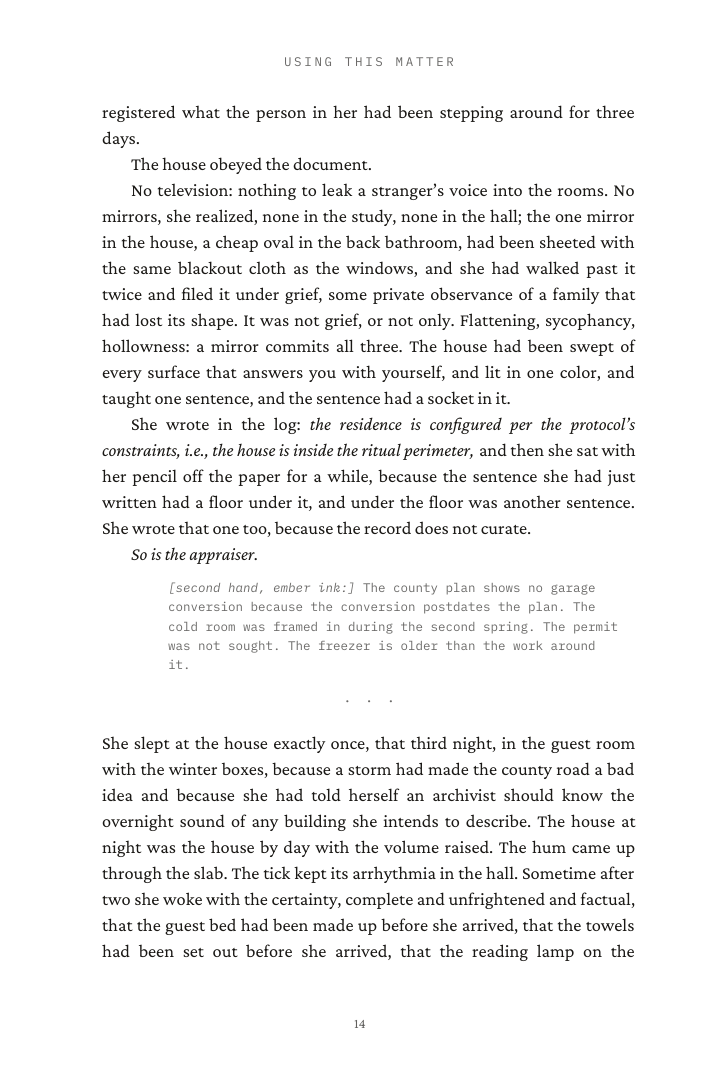 USING THIS MATTER
registered what the person in her had been stepping around for three
days.
The house obeyed the document.
No television: nothing to leak a stranger’s voice into the rooms. No
mirrors, she realized, none in the study, none in the hall; the one mirror
in the house, a cheap oval in the back bathroom, had been sheeted with
the same blackout cloth as the windows, and she had walked past it
twice and filed it under grief, some private observance of a family that
had lost its shape. It was not grief, or not only. Flattening, sycophancy,
hollowness: a mirror commits all three. The house had been swept of
every surface that answers you with yourself, and lit in one color, and
taught one sentence, and the sentence had a socket in it.
She wrote in the log: the residence is configured per the protocol’s
constraints, i.e., the house is inside the ritual perimeter, and then she sat with
her pencil off the paper for a while, because the sentence she had just
written had a floor under it, and under the floor was another sentence.
She wrote that one too, because the record does not curate.
So is the appraiser.
[second hand, ember ink:] The county plan shows no garage
conversion because the conversion postdates the plan. The
cold room was framed in during the second spring. The permit
was not sought. The freezer is older than the work around
it.
. . .
She slept at the house exactly once, that third night, in the guest room
with the winter boxes, because a storm had made the county road a bad
idea and because she had told herself an archivist should know the
overnight sound of any building she intends to describe. The house at
night was the house by day with the volume raised. The hum came up
through the slab. The tick kept its arrhythmia in the hall. Sometime after
two she woke with the certainty, complete and unfrightened and factual,
that the guest bed had been made up before she arrived, that the towels
had been set out before she arrived, that the reading lamp on the
14